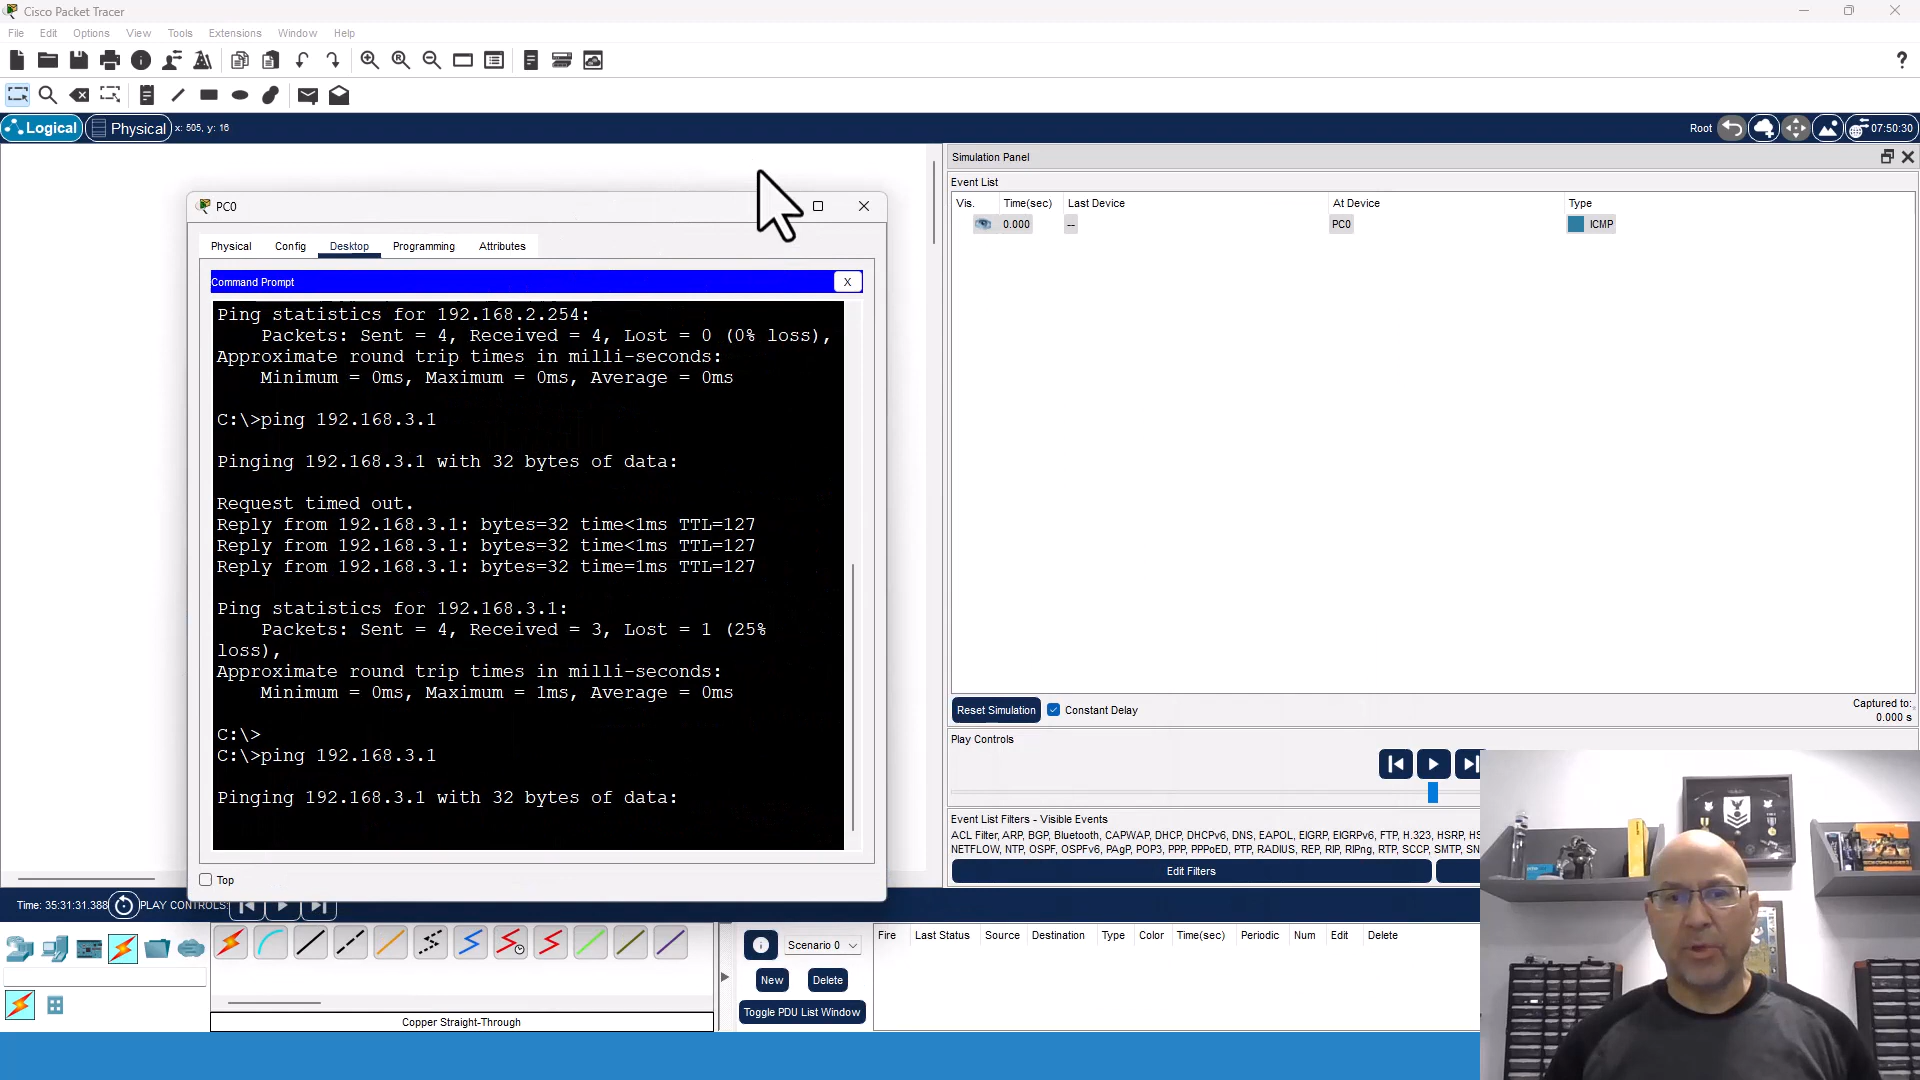 Cisco Packet Tracer
File Edit Options View Tools Extensions Window Help
Logical Physical x: 505, y: 16 Root 07:50:30
PC0
Physical Config Desktop Programming Attributes
Command Prompt X
Ping statistics for 192.168.2.254:
Packets: Sent = 4, Received = 4, Lost = 0 (0% loss),
Approximate round trip times in milli-seconds:
Minimum = 0ms, Maximum = 0ms, Average = 0ms
C:\>ping 192.168.3.1
Pinging 192.168.3.1 with 32 bytes of data:
Request timed out.
Reply from 192.168.3.1: bytes=32 time<1ms TTL=127
Reply from 192.168.3.1: bytes=32 time<1ms TTL=127
Reply from 192.168.3.1: bytes=32 time=1ms TTL=127
Ping statistics for 192.168.3.1:
Packets: Sent = 4, Received = 3, Lost = 1 (25%
loss),
Approximate round trip times in milli-seconds:
Minimum = 0ms, Maximum = 1ms, Average = 0ms
C:\>
C:\>ping 192.168.3.1
Pinging 192.168.3.1 with 32 bytes of data:
Top
Simulation Panel
Event List
Vis. Time(sec) Last Device At Device Type
0.000 -- PC0 ICMP
Reset Simulation Constant Delay Captured to:
0.000 s
Play Controls
Event List Filters - Visible Events
ACL Filter, ARP, BGP, Bluetooth, CAPWAP, DHCP, DHCPv6, DNS, EAPOL, EIGRP, EIGRPv6, FTP, H.323, HSRP, HS
NETFLOW, NTP, OSPF, OSPFv6, PAgP, POP3, PPP, PPPoED, PTP, RADIUS, REP, RIP, RIPng, RTP, SCCP, SMTP, SN
Edit Filters
Time: 35:31:31.388 PLAY CONTROLS:
Scenario 0
New Delete
Toggle PDU List Window
Fire Last Status Source Destination Type Color Time(sec) Periodic Num Edit Delete
Copper Straight-Through